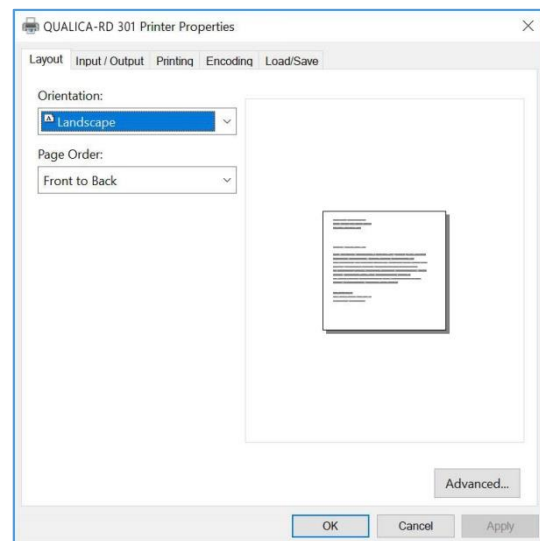 QUALICA-RD 301 Printer Properties
Layout Input / Output Printing Encoding Load/Save
Orientation:
Landscape
Page Order:
Front to Back
Advanced...
OK Cancel Apply